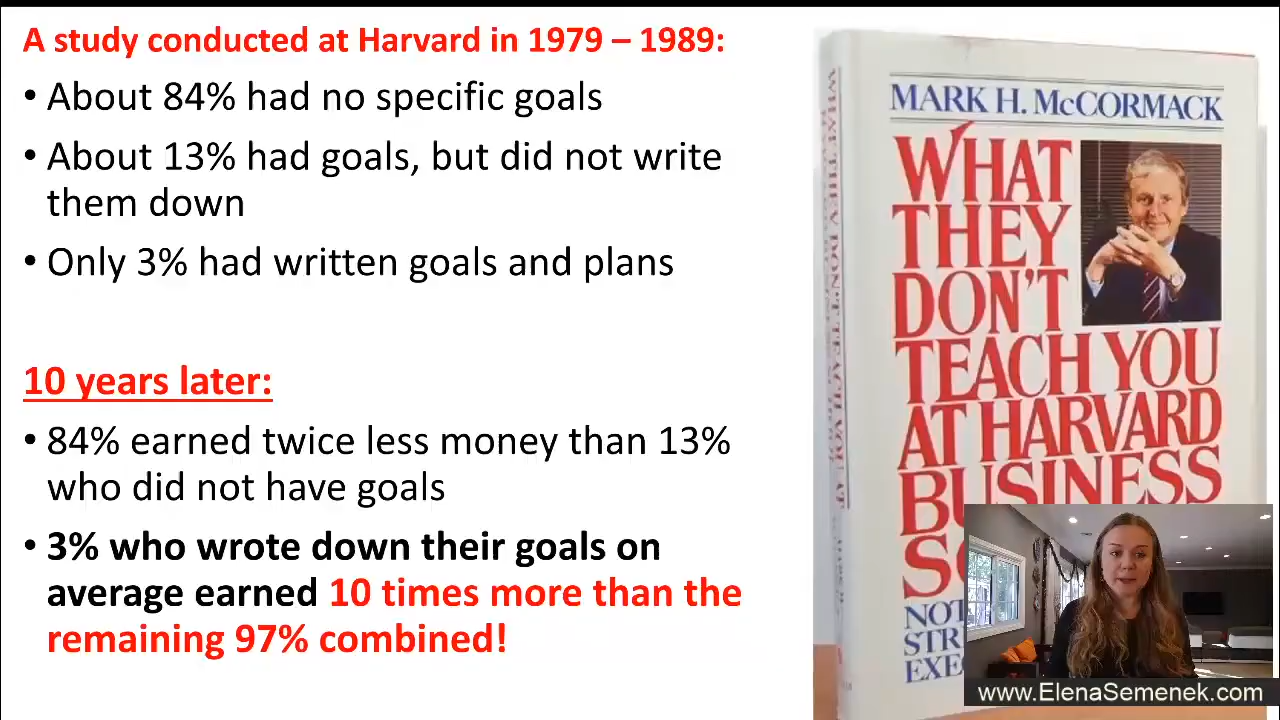 A study conducted at Harvard in 1979 – 1989:
• About 84% had no specific goals
• About 13% had goals, but did not write
them down
• Only 3% had written goals and plans
10 years later:
• 84% earned twice less money than 13%
who did not have goals
• 3% who wrote down their goals on
average earned 10 times more than the
remaining 97% combined!
MARK H. McCORMACK
WHAT
THEY
DON'T
TEACH YOU
AT HARVARD
BUSINESS
www.ElenaSemenek.com